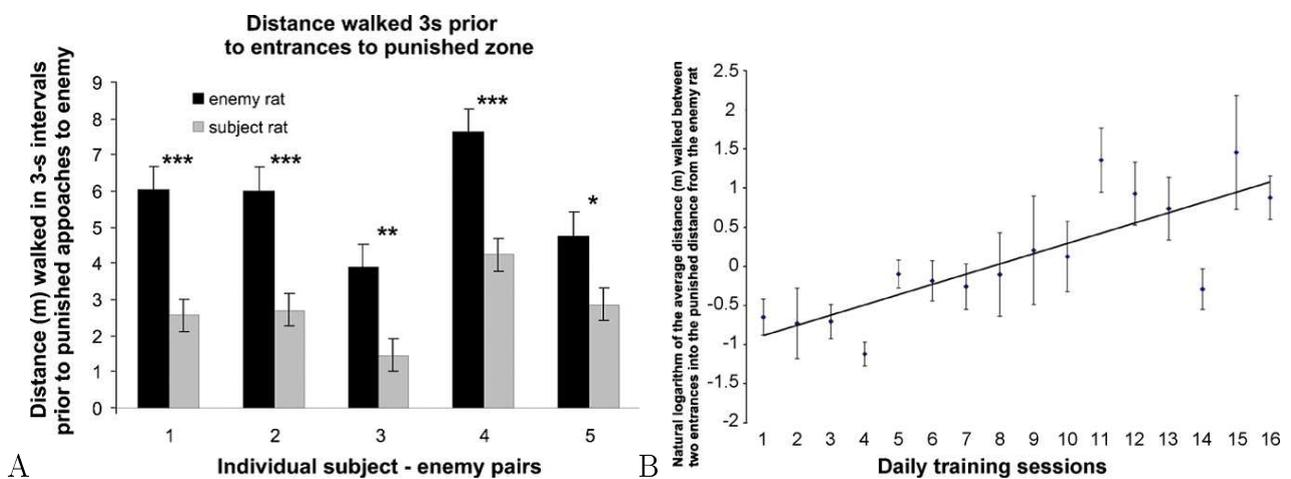 Distance walked 3s prior
to entrances to punished zone
Distance (m) walked in 3-s intervals
prior to punished appoaches to enemy
9
8
7
6
5
4
3
2
1
0
enemy rat
subject rat
***
***
**
***
*
1 2 3 4 5
Individual subject - enemy pairs
A
Natural logarithm of the average distance (m) walked between
two entrances into the punished distance from the enemy rat
2.5
2
1.5
1
0.5
0
-0.5
-1
-1.5
-2
1 2 3 4 5 6 7 8 9 10 11 12 13 14 15 16
Daily training sessions
B